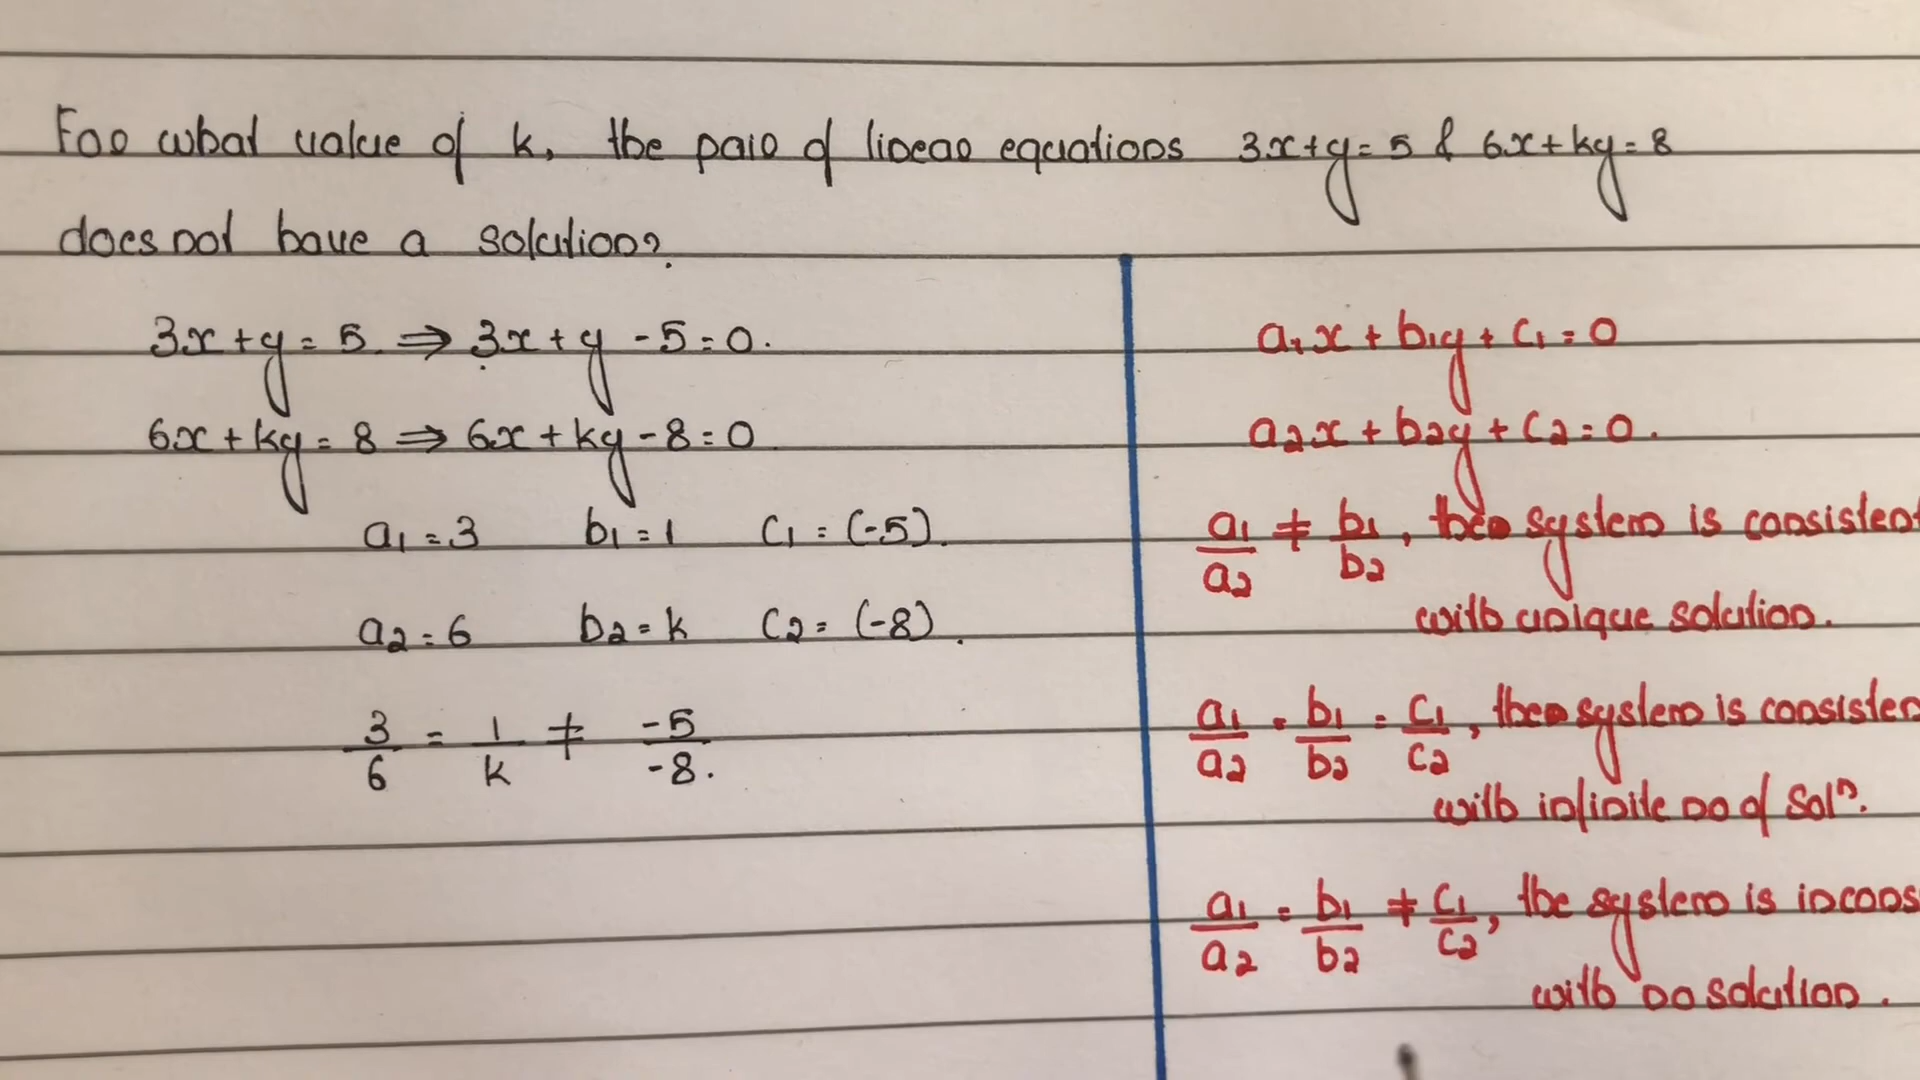 For what value of k, the pair of linear equations 3x+y=5 & 6x+ky=8
does not have a solution?
3x+y=5. ⇒ 3x+y-5=0.
6x+ky=8 ⇒ 6x+ky-8=0
a₁=3 b₁=1 c₁=(-5).
a₂=6 b₂=k c₂=(-8).
3/6 = 1/k ≠ -5/-8.
a₁x+b₁y+c₁=0
a₂x+b₂y+c₂=0.
a₁/a₂ ≠ b₁/b₂, then system is consistent
with unique solution.
a₁/a₂ = b₁/b₂ = c₁/c₂, then system is consisten
with infinite no of Solⁿ.
a₁/a₂ = b₁/b₂ ≠ c₁/c₂, the system is incons
with no solution.